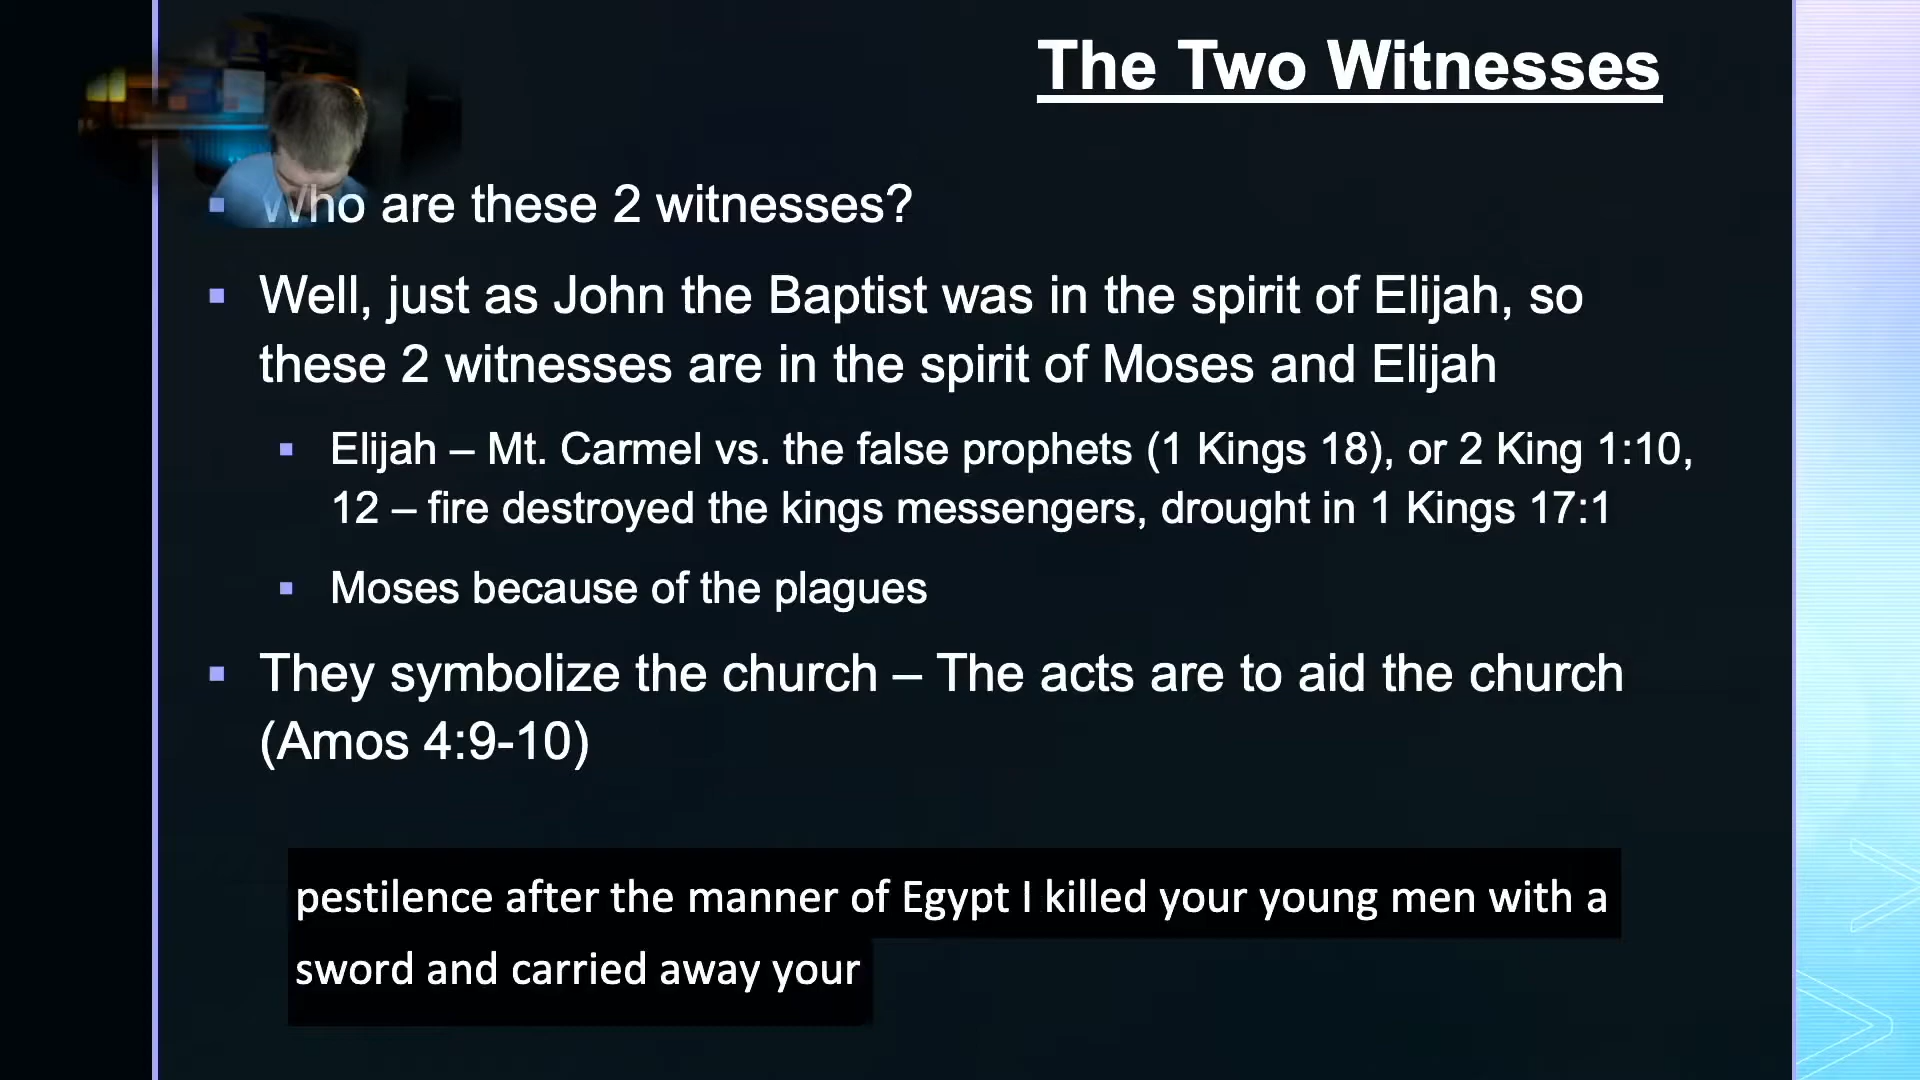 The Two Witnesses
Who are these 2 witnesses?
Well, just as John the Baptist was in the spirit of Elijah, so
these 2 witnesses are in the spirit of Moses and Elijah
Elijah – Mt. Carmel vs. the false prophets (1 Kings 18), or 2 King 1:10,
12 – fire destroyed the kings messengers, drought in 1 Kings 17:1
Moses because of the plagues
They symbolize the church – The acts are to aid the church
(Amos 4:9-10)
pestilence after the manner of Egypt I killed your young men with a
sword and carried away your